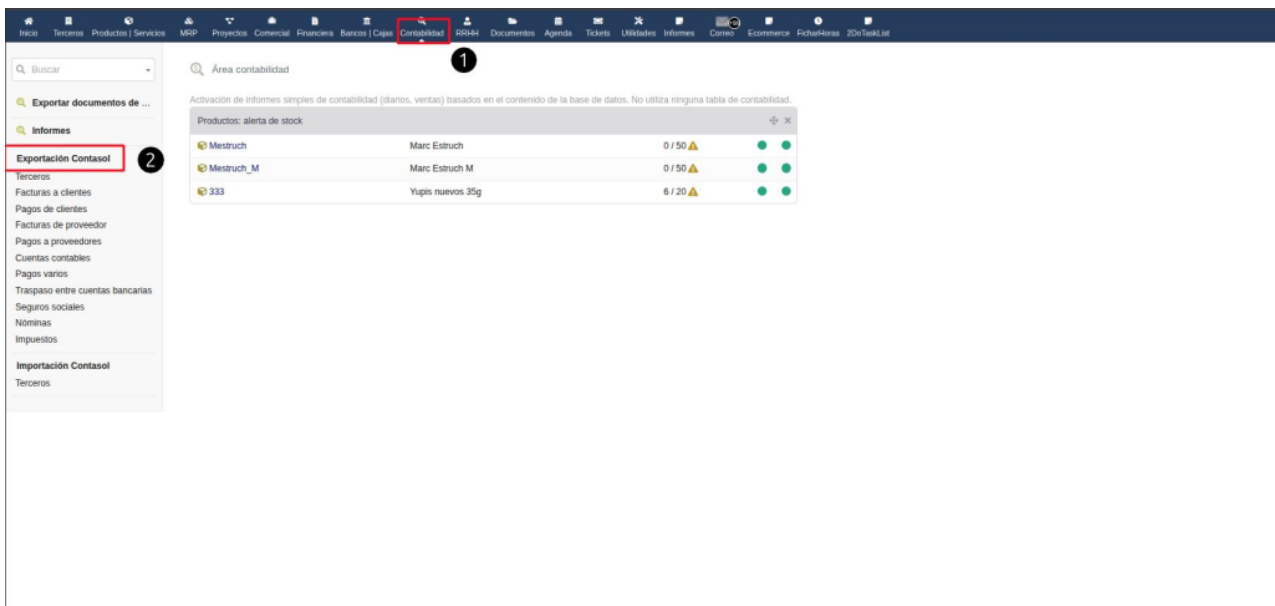 Inicio Terceros Productos | Servicios MRP Proyectos Comercial Financiera Bancos | Cajas Contabilidad RRHH Documentos Agenda Tickets Utilidades Informes Correo Ecommerce FicharHoras 2DoTaskList
1
Buscar
Área contabilidad
Exportar documentos de ...
Activación de informes simples de contabilidad (diarios, ventas) basados en el contenido de la base de datos. No utiliza ninguna tabla de contabilidad.
Informes
Productos: alerta de stock
Mestruch Marc Estruch 0 / 50
Mestruch_M Marc Estruch M 0 / 50
333 Yupis nuevos 35g 6 / 20
Exportación Contasol
2
Terceros
Facturas a clientes
Pagos de clientes
Facturas de proveedor
Pagos a proveedores
Cuentas contables
Pagos varios
Traspaso entre cuentas bancarias
Seguros sociales
Nóminas
Impuestos
Importación Contasol
Terceros